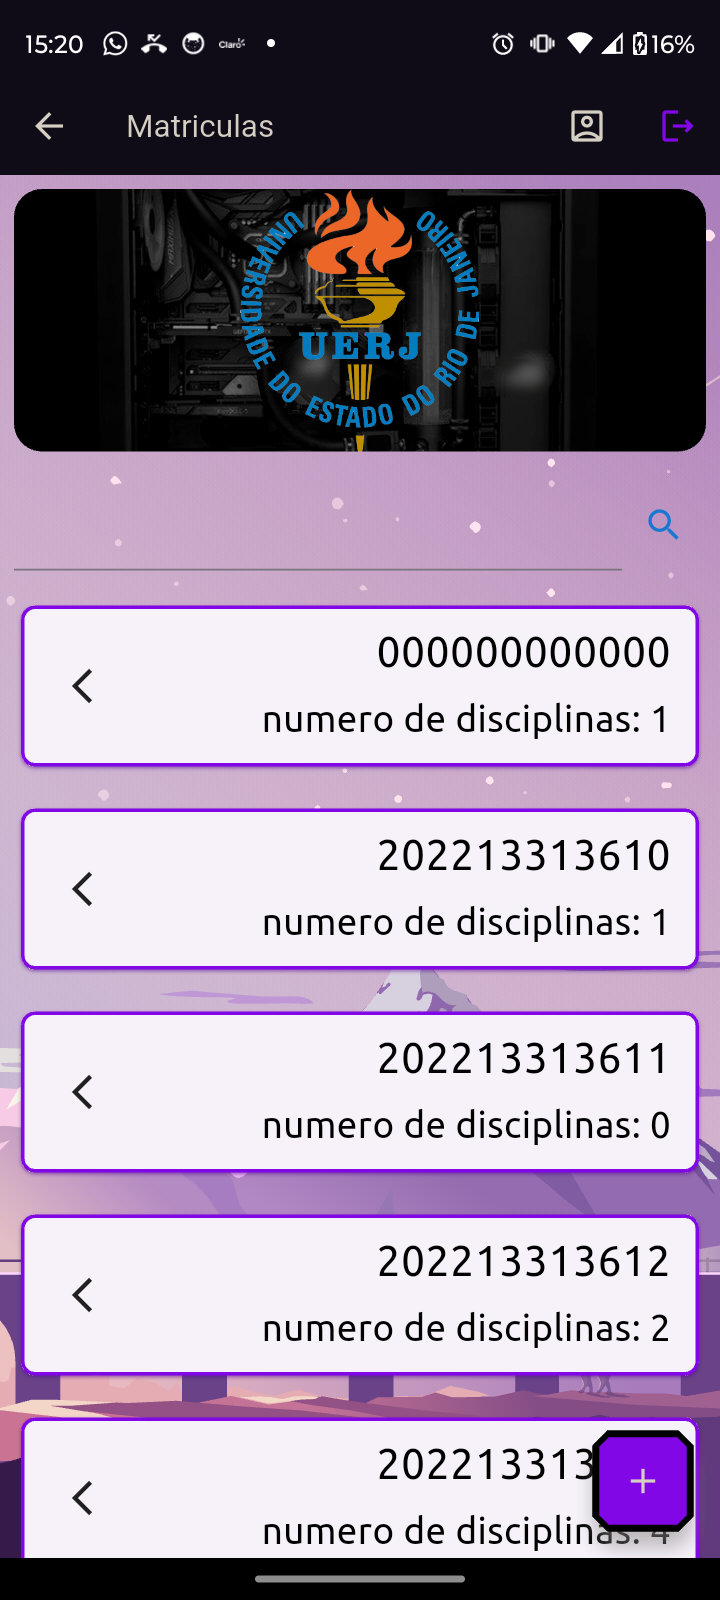 15:20 Claro 16%
Matriculas
UNIVERSIDADE DO ESTADO DO RIO DE JANEIRO
UERJ
000000000000
numero de disciplinas: 1
202213313610
numero de disciplinas: 1
202213313611
numero de disciplinas: 0
202213313612
numero de disciplinas: 2
202213313
numero de disciplinas: 4